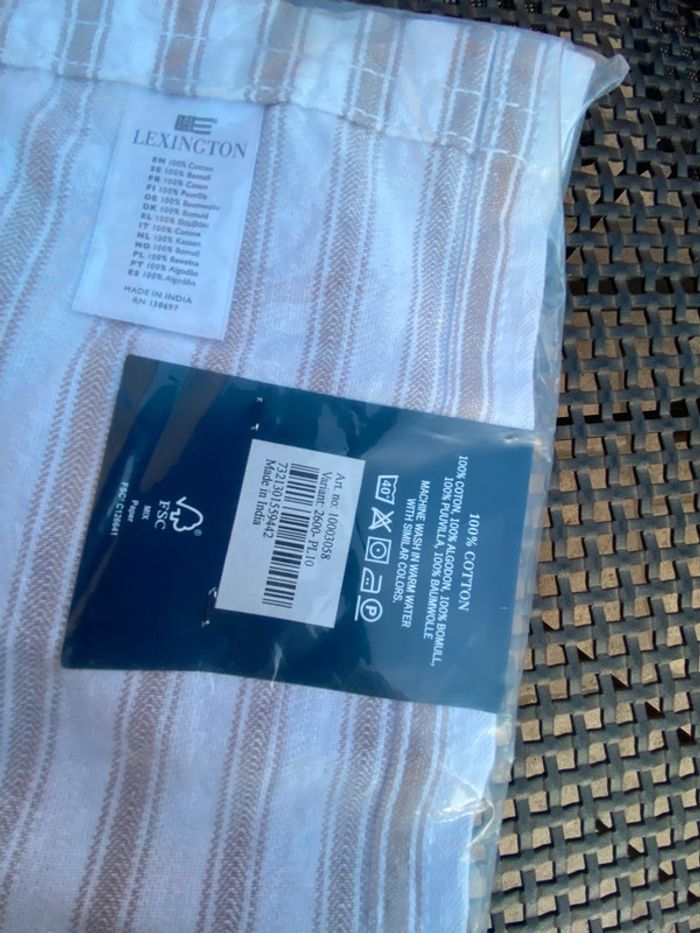 LEXINGTON
EN 100% Cotton
SE 100% Bomull
FR 100% Coton
FI 100% Puuvilla
DE 100% Baumwolle
DK 100% Bomuld
EL 100% Βαμβάκι
IT 100% Cotone
NL 100% Katoen
NO 100% Bomull
PL 100% Bawełna
PT 100% Algodão
ES 100% Algodón
MADE IN INDIA
RN 138697
100% COTTON
100% COTON, 100% ALGODON, 100% BOMULL,
100% PUUVILLA, 100% BAUMWOLLE
MACHINE WASH IN WARM WATER
WITH SIMILAR COLORS.
40
P
Art. no: 10003058
Variant: 2600- PL10
7321301559442
Made in India
FSC®
MIX
Paper
FSC® C126641